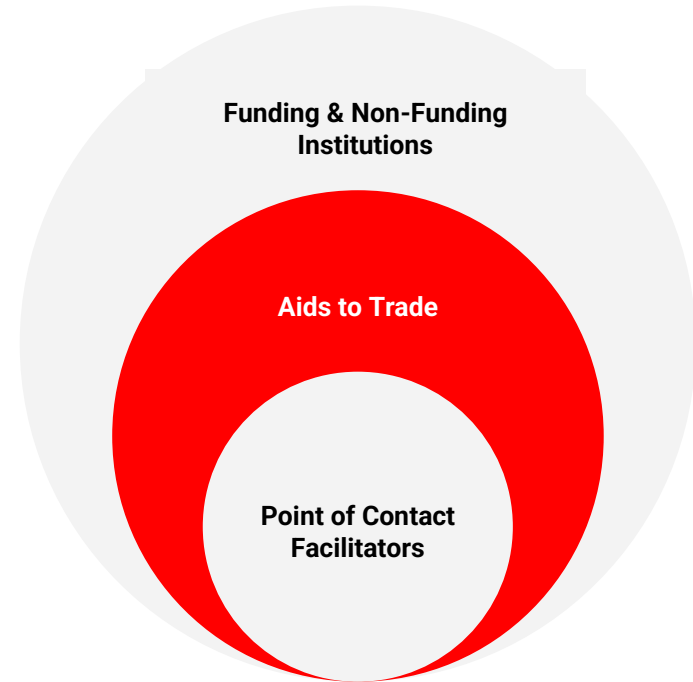 Funding & Non-Funding
Institutions
Aids to Trade
Point of Contact
Facilitators